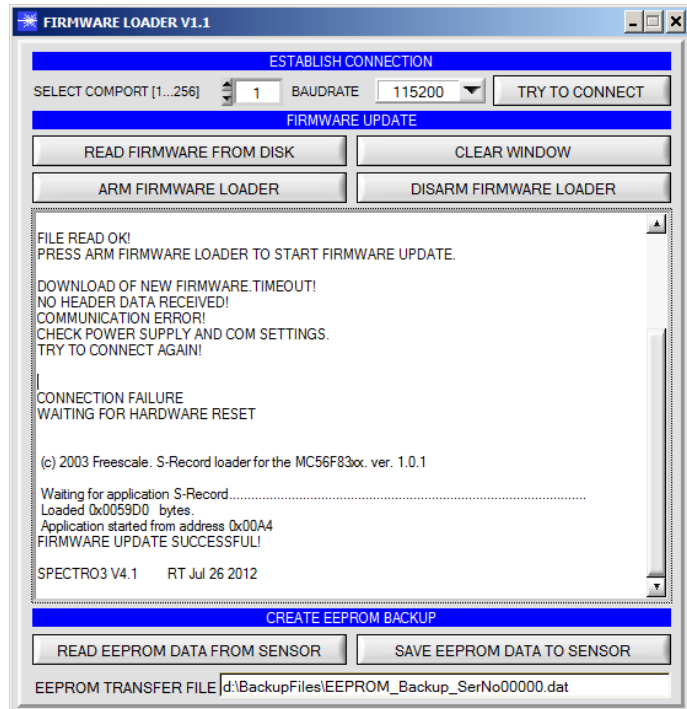 FIRMWARE LOADER V1.1
ESTABLISH CONNECTION
SELECT COMPORT [1...256] 1 BAUDRATE 115200 TRY TO CONNECT
FIRMWARE UPDATE
READ FIRMWARE FROM DISK CLEAR WINDOW
ARM FIRMWARE LOADER DISARM FIRMWARE LOADER
FILE READ OK!
PRESS ARM FIRMWARE LOADER TO START FIRMWARE UPDATE.
DOWNLOAD OF NEW FIRMWARE.TIMEOUT!
NO HEADER DATA RECEIVED!
COMMUNICATION ERROR!
CHECK POWER SUPPLY AND COM SETTINGS.
TRY TO CONNECT AGAIN!
CONNECTION FAILURE
WAITING FOR HARDWARE RESET
(c) 2003 Freescale. S-Record loader for the MC56F83xx. ver. 1.0.1
Waiting for application S-Record...............................................................................................
Loaded 0x0059D0 bytes.
Application started from address 0x00A4
FIRMWARE UPDATE SUCCESSFUL!
SPECTRO3 V4.1 RT Jul 26 2012
CREATE EEPROM BACKUP
READ EEPROM DATA FROM SENSOR SAVE EEPROM DATA TO SENSOR
EEPROM TRANSFER FILE d:\BackupFiles\EEPROM_Backup_SerNo00000.dat